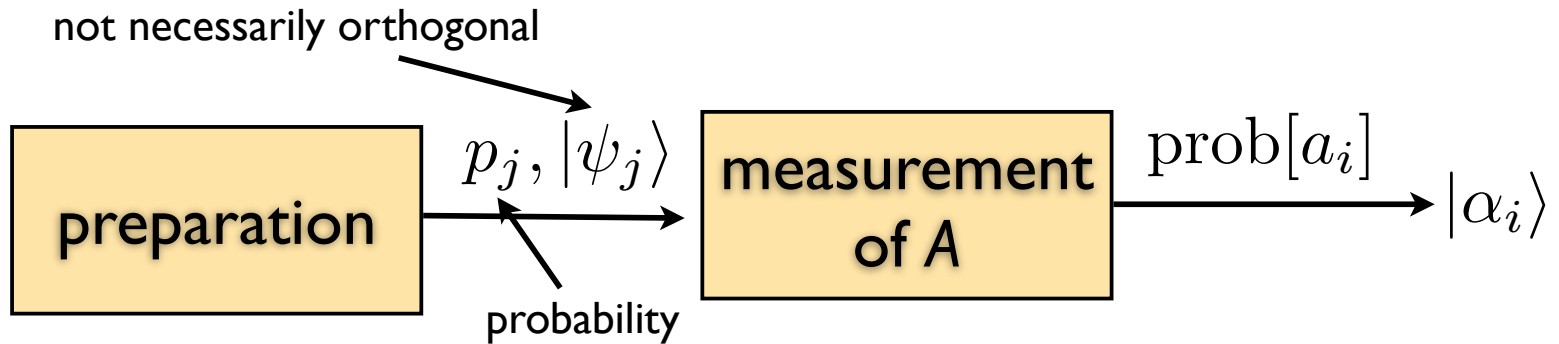 not necessarily orthogonal
preparation
p_j, |ψ_j⟩
probability
measurement
of A
prob[a_i]
|α_i⟩